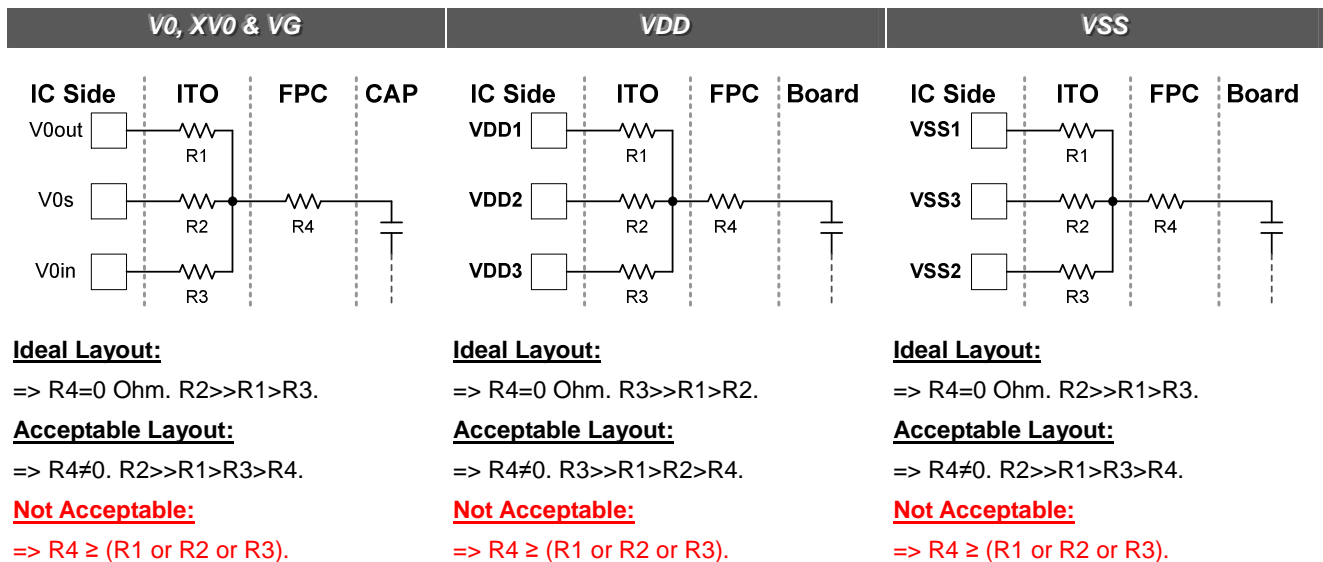 V0, XV0 & VG
IC Side ITO FPC CAP
V0out
R1
V0s
R2 R4
V0in
R3
Ideal Layout:
=> R4=0 Ohm. R2>>R1>R3.
Acceptable Layout:
=> R4≠0. R2>>R1>R3>R4.
Not Acceptable:
=> R4 ≥ (R1 or R2 or R3).
VDD
IC Side ITO FPC Board
VDD1
R1
VDD2
R2 R4
VDD3
R3
Ideal Layout:
=> R4=0 Ohm. R3>>R1>R2.
Acceptable Layout:
=> R4≠0. R3>>R1>R2>R4.
Not Acceptable:
=> R4 ≥ (R1 or R2 or R3).
VSS
IC Side ITO FPC Board
VSS1
R1
VSS3
R2 R4
VSS2
R3
Ideal Layout:
=> R4=0 Ohm. R2>>R1>R3.
Acceptable Layout:
=> R4≠0. R2>>R1>R3>R4.
Not Acceptable:
=> R4 ≥ (R1 or R2 or R3).